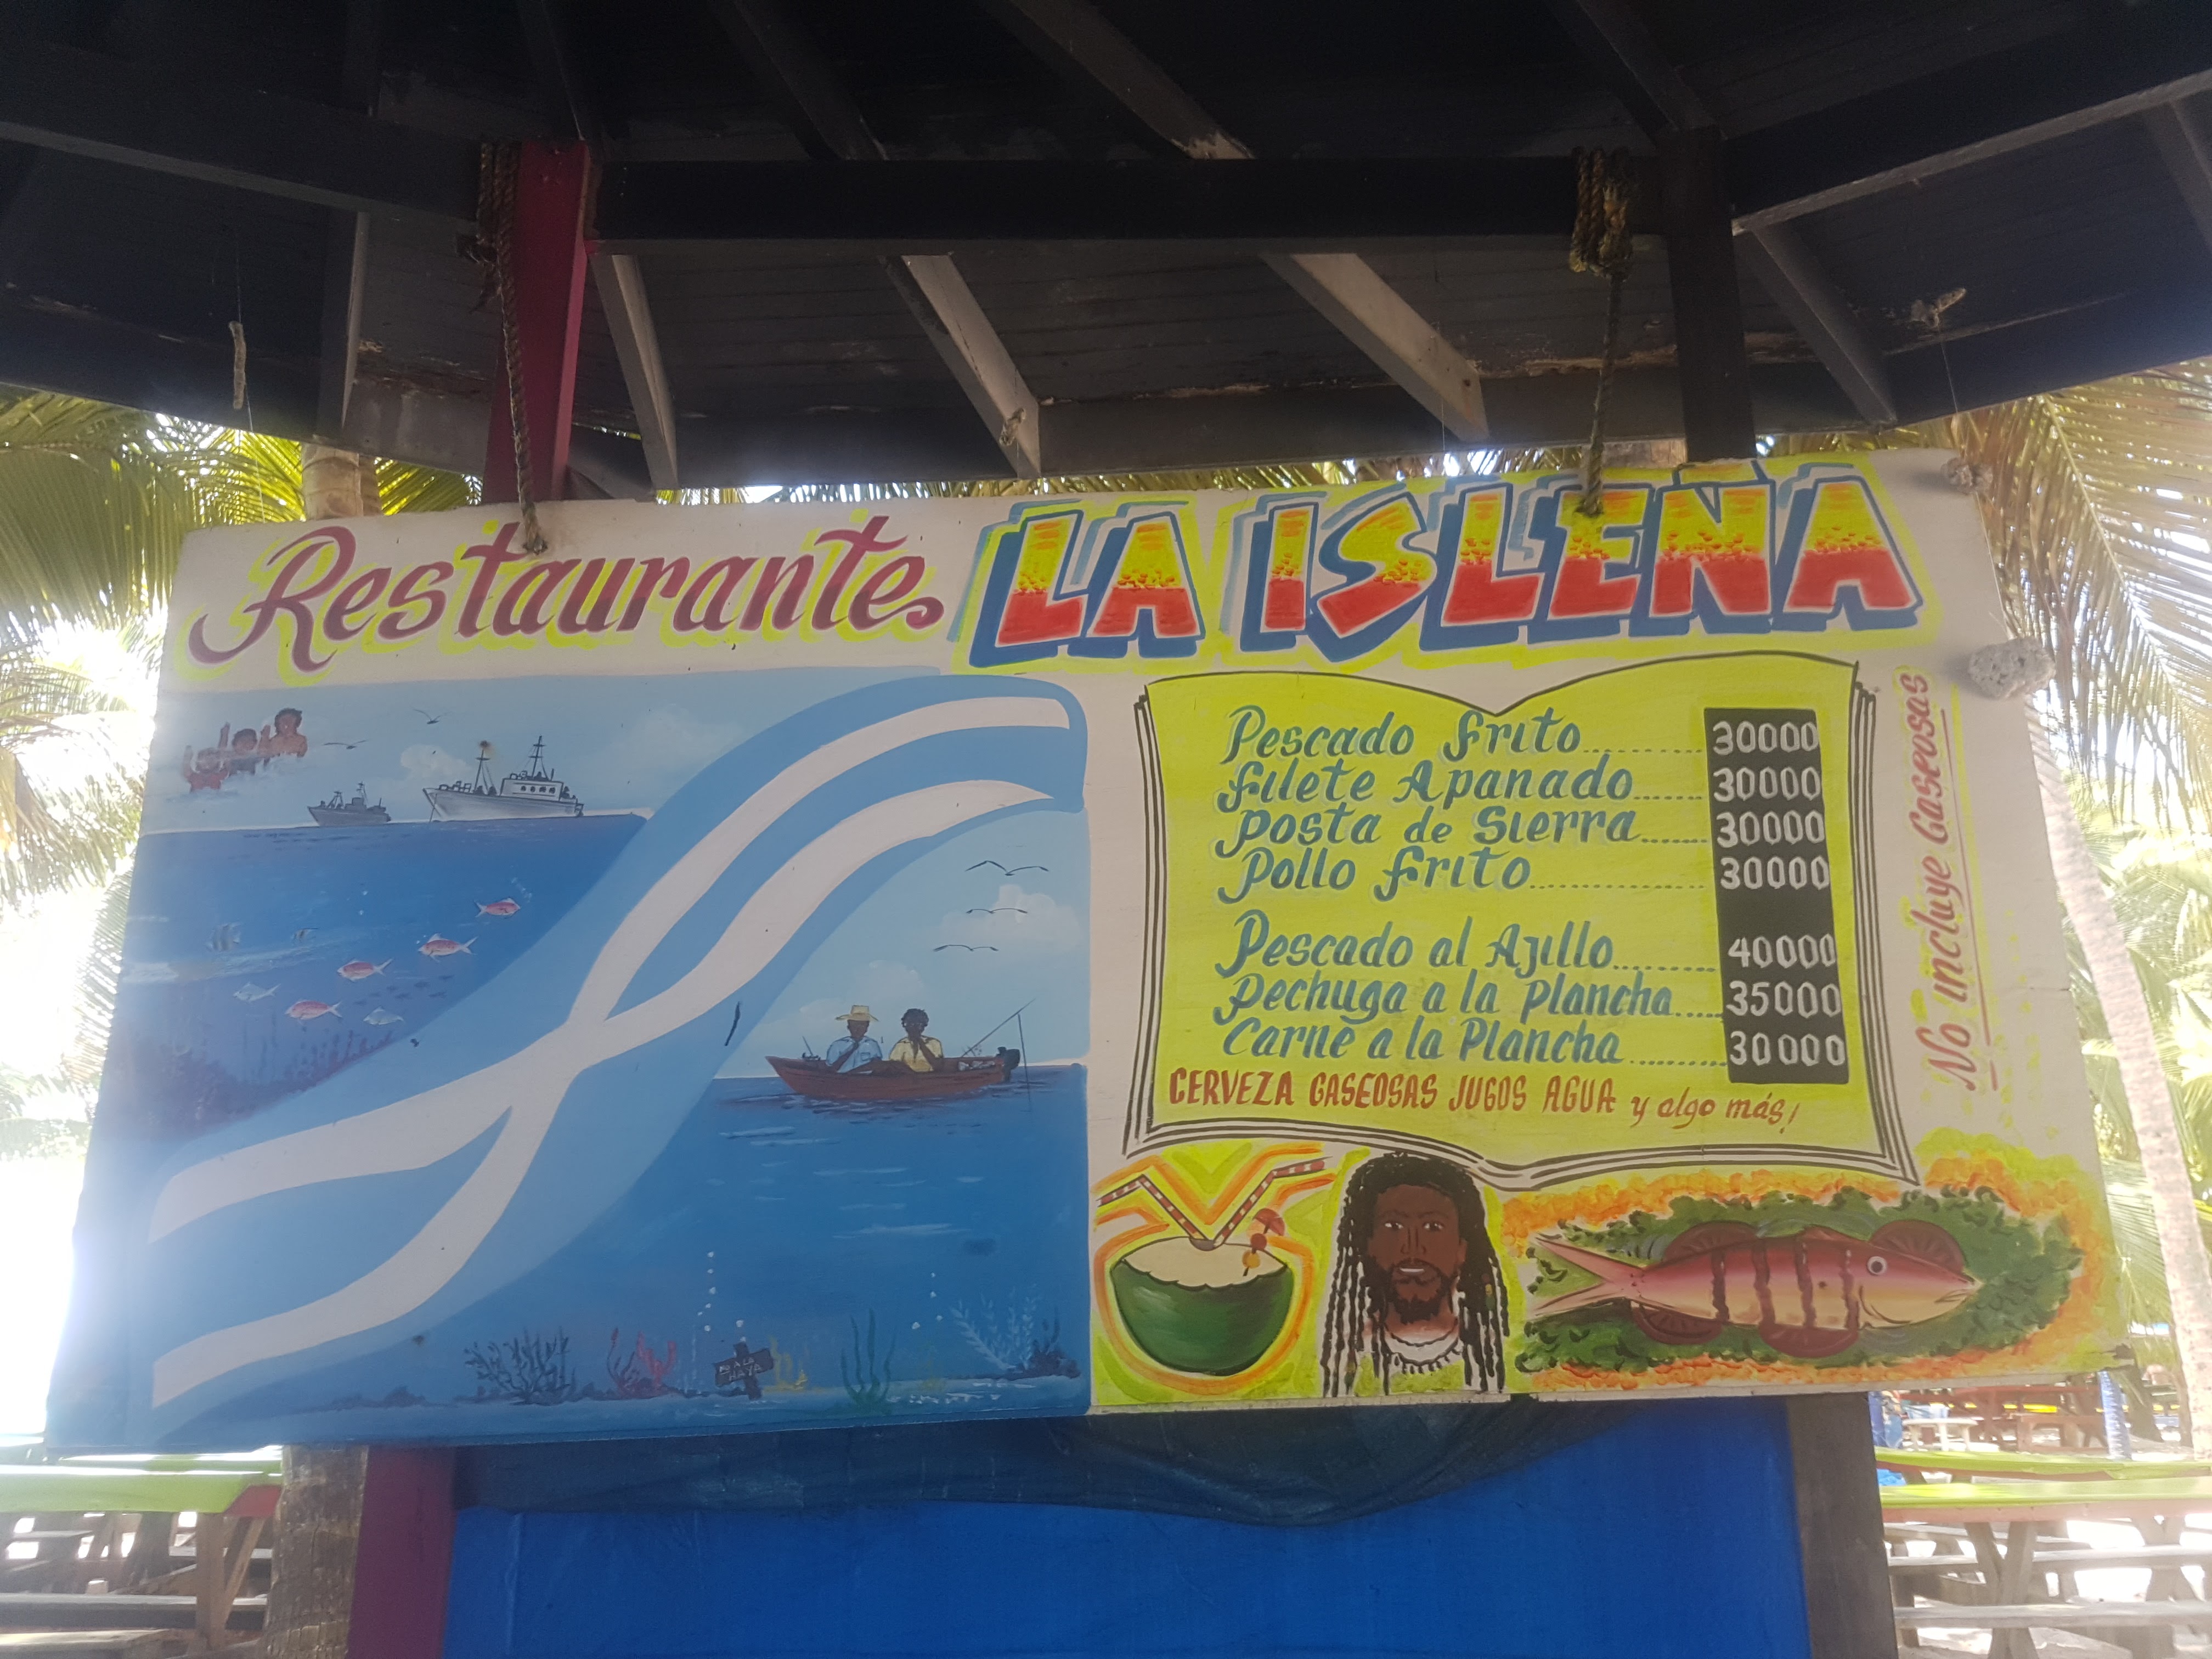 Restaurante LA ISLEÑA
Pescado frito.......... 30000
filete Apanado....... 30000
posta de Sierra....... 30000
pollo frito................ 30000
Pescado al Ajillo........ 40000
Pechuga a la plancha..... 35000
Carne a la Plancha......... 30000
CERVEZA GASEOSAS JUGOS AGUA y algo más!
No incluye Gaseosas